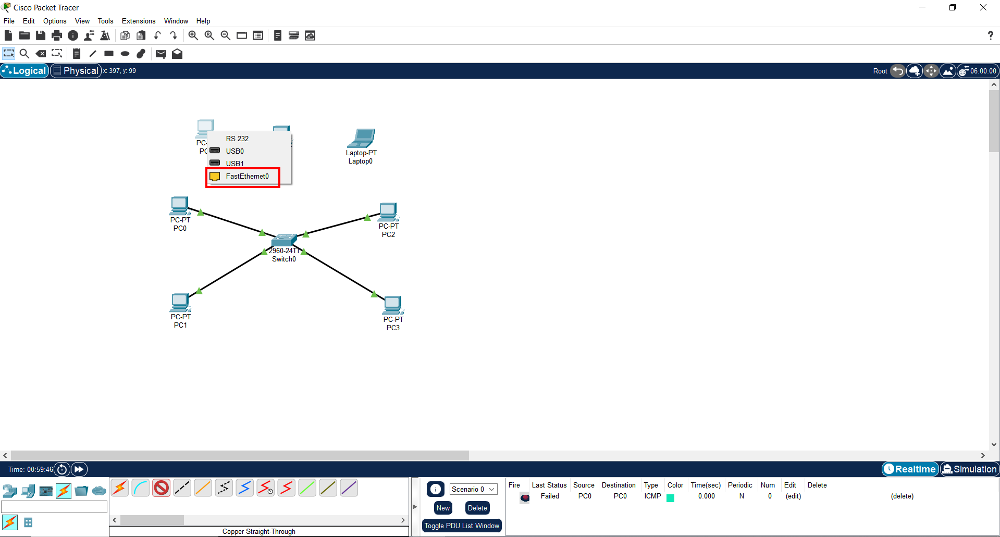 Cisco Packet Tracer
File Edit Options View Tools Extensions Window Help
Logical Physical x: 397, y: 99 Root 06:00:00
RS 232
USB0
USB1
FastEthernet0
PC-
PC
Laptop-PT
Laptop0
PC-PT
PC0
PC-PT
PC2
2960-24TT
Switch0
PC-PT
PC1
PC-PT
PC3
Time: 00:59:46 Realtime Simulation
Scenario 0
New Delete
Toggle PDU List Window
Fire Last Status Source Destination Type Color Time(sec) Periodic Num Edit Delete
Failed PC0 PC0 ICMP 0.000 N 0 (edit) (delete)
Copper Straight-Through